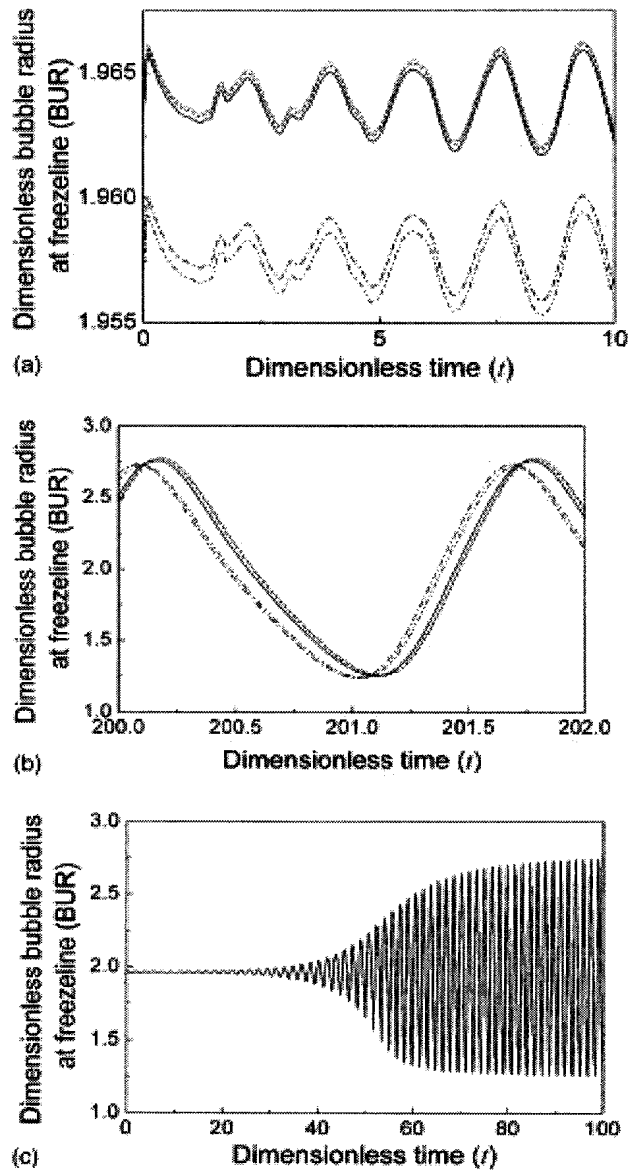 Dimensionless bubble radius
at freezeline (BUR)
1.965
1.960
1.955
0
5
10
(a)
Dimensionless time (t)
Dimensionless bubble radius
at freezeline (BUR)
3.0
2.5
2.0
1.5
1.0
200.0
200.5
201.0
201.5
202.0
(b)
Dimensionless time (t)
Dimensionless bubble radius
at freezeline (BUR)
3.0
2.5
2.0
1.5
1.0
0
20
40
60
80
100
(c)
Dimensionless time (t)